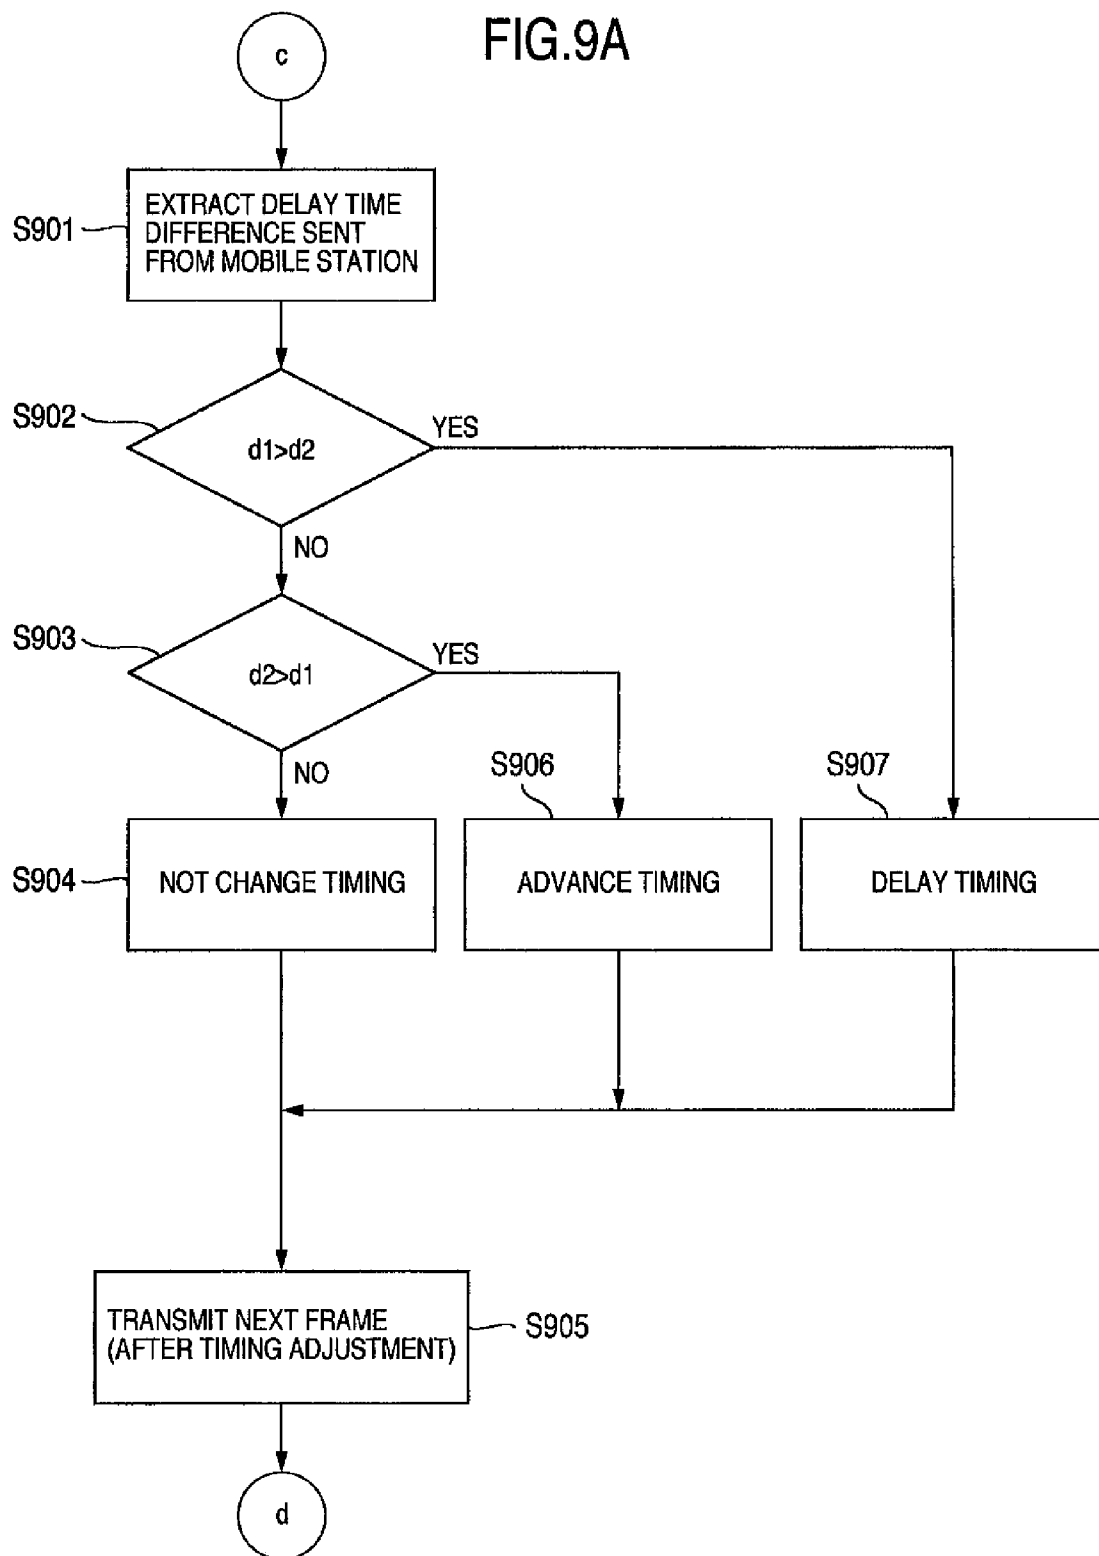 FIG.9A
c
S901
EXTRACT DELAY TIME
DIFFERENCE SENT
FROM MOBILE STATION
S902
d1>d2
YES
NO
S903
d2>d1
YES
NO
S906
S907
S904
NOT CHANGE TIMING
ADVANCE TIMING
DELAY TIMING
TRANSMIT NEXT FRAME
(AFTER TIMING ADJUSTMENT)
S905
d